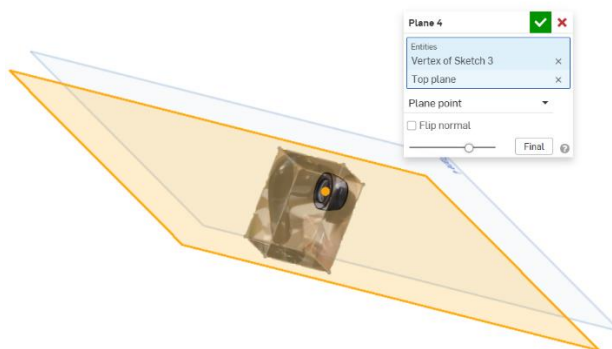 Plane 4
Entities
Vertex of Sketch 3
Top plane
Plane point
Flip normal
Final